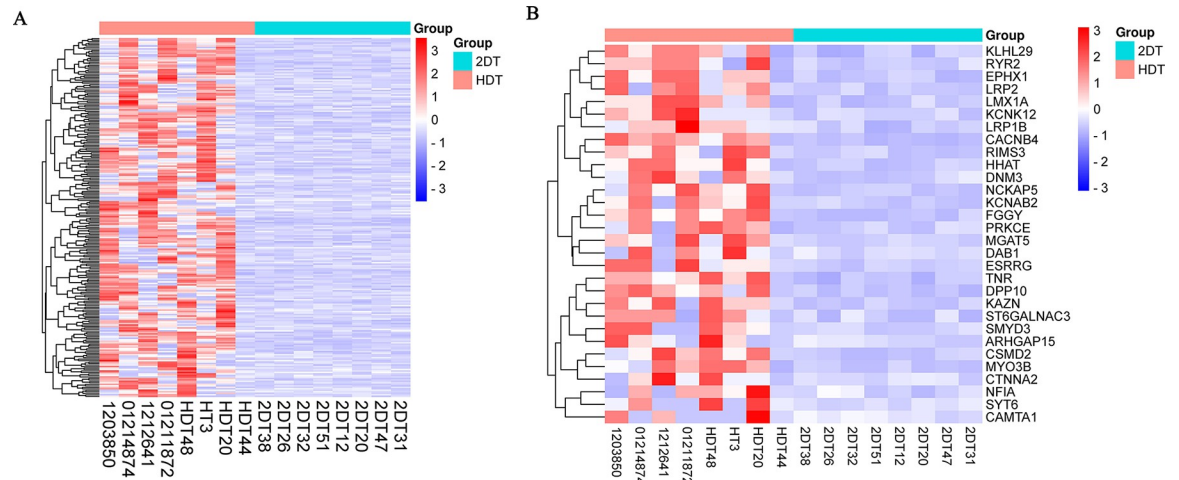 A
Group
3
2
1
0
- 1
- 2
- 3
Group
2DT
HDT
1203850
01214874
1212641
01211872
HDT48
HT3
HDT20
HDT44
2DT38
2DT26
2DT32
2DT51
2DT12
2DT20
2DT47
2DT31
B
Group
KLHL29
RYR2
EPHX1
LRP2
LMX1A
KCNK12
LRP1B
CACNB4
RIMS3
HHAT
DNM3
NCKAP5
KCNAB2
FGGY
PRKCE
MGAT5
DAB1
ESRRG
TNR
DPP10
KAZN
ST6GALNAC3
SMYD3
ARHGAP15
CSMD2
MYO3B
CTNNA2
NFIA
SYT6
CAMTA1
3
2
1
0
- 1
- 2
- 3
Group
2DT
HDT
1203850
01214874
1212641
01211872
HDT48
HT3
HDT20
HDT44
2DT38
2DT26
2DT32
2DT51
2DT12
2DT20
2DT47
2DT31